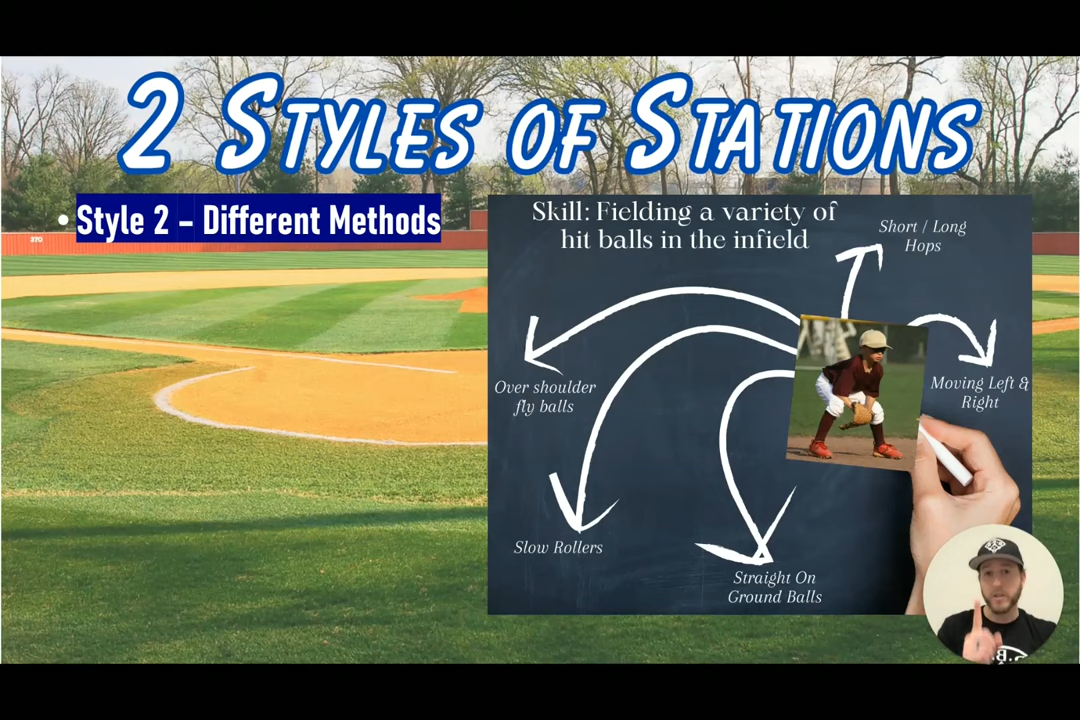 2 Styles of Stations
• Style 2 – Different Methods
370
Skill: Fielding a variety of
hit balls in the infield
Short / Long
Hops
Over shoulder
fly balls
Moving Left &
Right
Slow Rollers
Straight On
Ground Balls